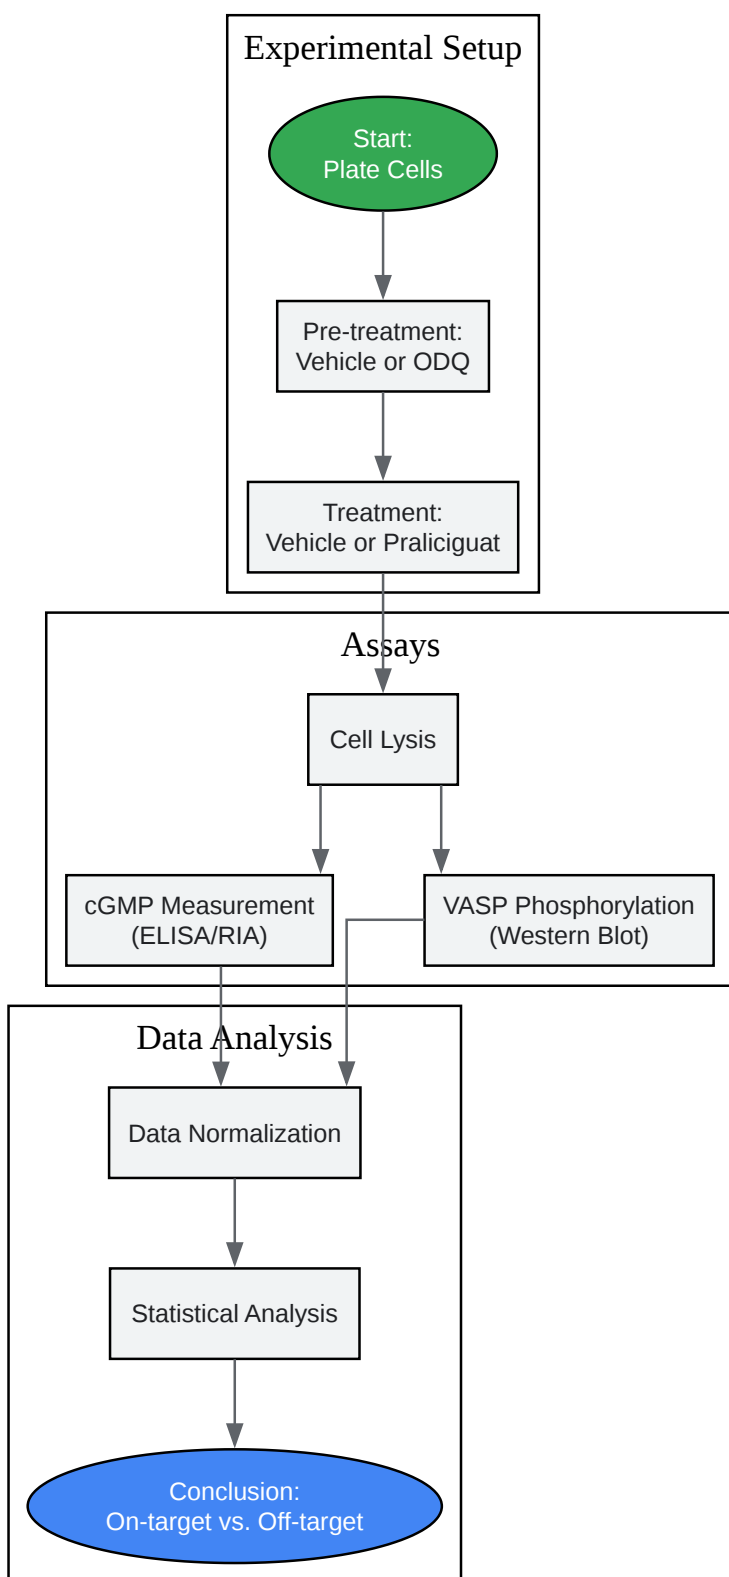 Experimental Setup
Start:
Plate Cells
Pre-treatment:
Vehicle or ODQ
Treatment:
Vehicle or Praliciguat
Assays
Cell Lysis
cGMP Measurement
(ELISA/RIA)
VASP Phosphorylation
(Western Blot)
Data Analysis
Data Normalization
Statistical Analysis
Conclusion:
On-target vs. Off-target